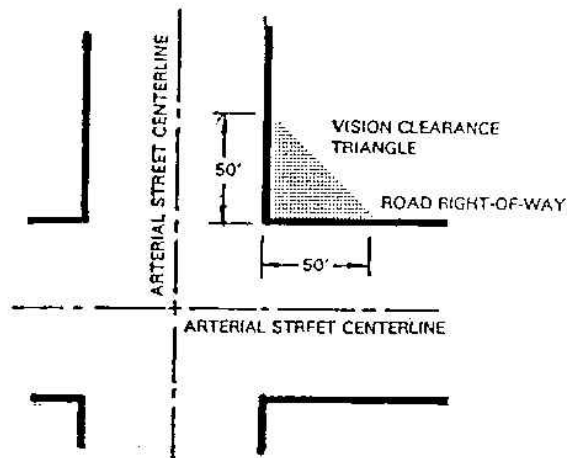 ARTERIAL STREET CENTERLINE
50'
VISION CLEARANCE
TRIANGLE
ROAD RIGHT-OF-WAY
50'
ARTERIAL STREET CENTERLINE